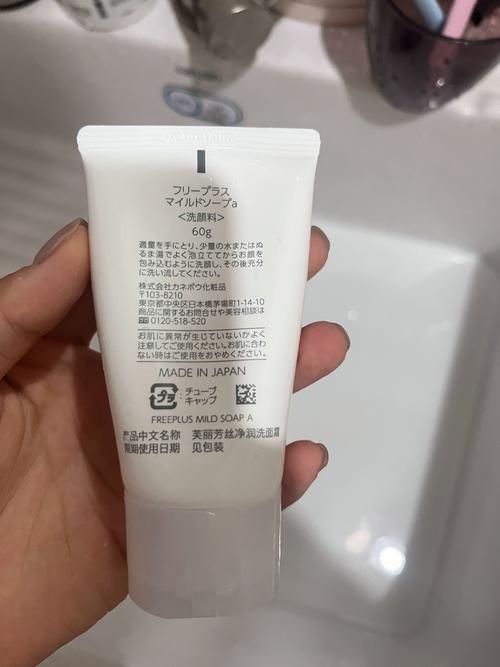 フリープラス
マイルドソープa
<洗顔料>
60g
適量を手にとり、少量の水またはぬ
るま湯でよく泡立ててからお顔を
包み込むように洗顔し、その後充分
に洗い流してください。
株式会社カネボウ化粧品
〒103-8210
東京都中央区日本橋茅場町1-14-10
商品に関するお問合せや美容相談は
0120-518-520
お肌に異常が生じていないかよく
注意してご使用ください。お肌に合わ
ない時はご使用をおやめください。
MADE IN JAPAN
プラ : チューブ
キャップ
FREEPLUS MILD SOAP A
产品中文名称 芙丽芳丝净润洗面霜
限期使用日期 见包装